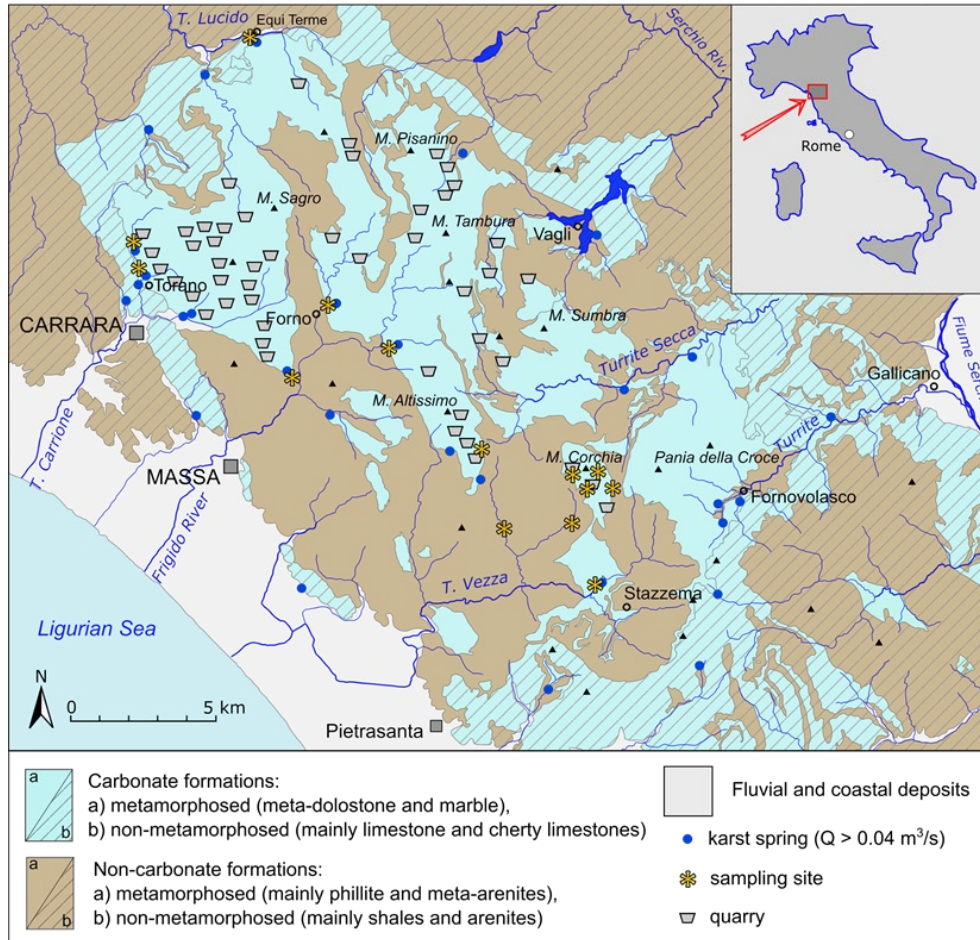 T. Lucido
Equi Terme
Serchio Riv.
M. Pisanino
M. Sagro
M. Tambura
Vagli
Rome
Torano
CARRARA
Forno
M. Sumbra
Turrite Secca
Fiume Serc
Gallicano
M. Altissimo
Turrite
T. Carrione
MASSA
M. Corchia
Pania della Croce
Fornovolasco
Frigido River
T. Vezza
Stazzema
Ligurian Sea
N
0 5 km
Pietrasanta
a
b
Carbonate formations:
a) metamorphosed (meta-dolostone and marble),
b) non-metamorphosed (mainly limestone and cherty limestones)
a
b
Non-carbonate formations:
a) metamorphosed (mainly phillite and meta-arenites),
b) non-metamorphosed (mainly shales and arenites)
Fluvial and coastal deposits
karst spring (Q > 0.04 m³/s)
sampling site
quarry